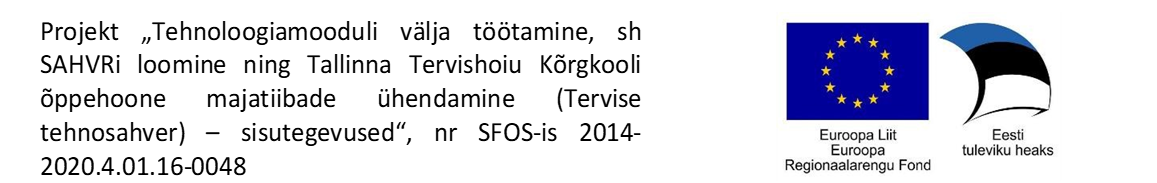 Projekt „Tehnoloogiamooduli välja töötamine, sh
SAHVRi loomine ning Tallinna Tervishoiu Kõrgkooli
õppehoone majatiibade ühendamine (Tervise
tehnosahver) – sisutegevused“, nr SFOS-is 2014-
2020.4.01.16-0048
Euroopa Liit
Euroopa
Regionaalarengu Fond
Eesti
tuleviku heaks